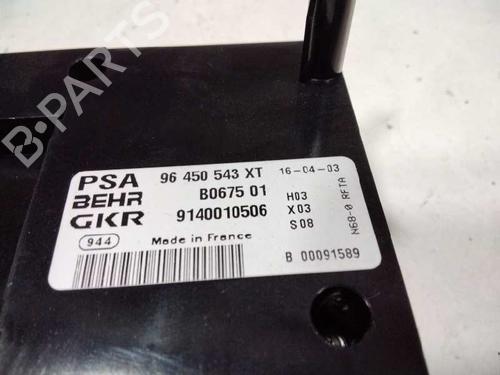 B-PARTS
PSA 96 450 543 XT 16-04-03
BEHR B0675 01 H03
GKR 9140010506 X03
944 Made in France S08
B 00091589
N68-0 RFTA